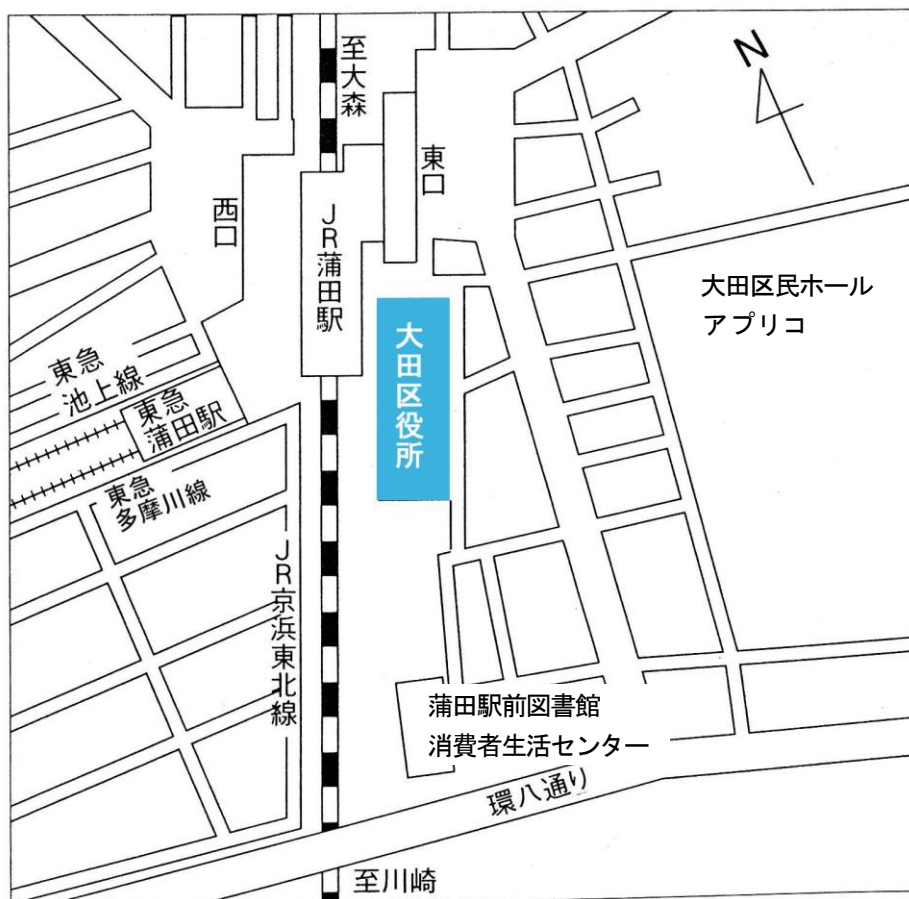 至大森
N
東口
西口
JR蒲田駅
大田区民ホール
アプリコ
大田区役所
東急
池上線
東急
蒲田駅
東急
多摩川線
JR京浜東北線
蒲田駅前図書館
消費者生活センター
環八通り
至川崎